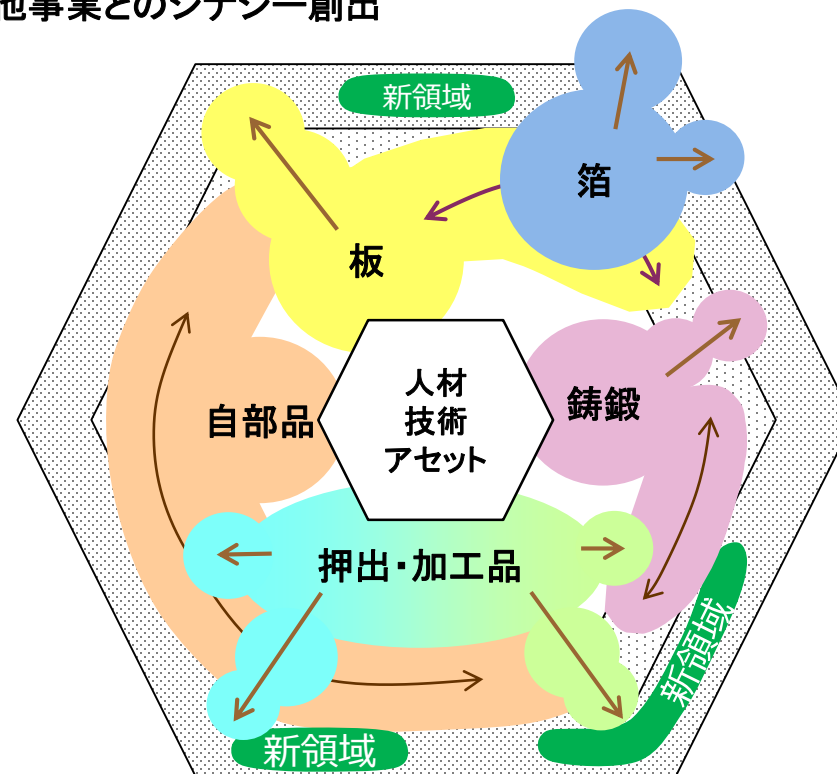 他事業とのシナジー創出
新領域
箔
板
人材
技術
アセット
自部品
鋳鍛
押出・加工品
新領域
新領域